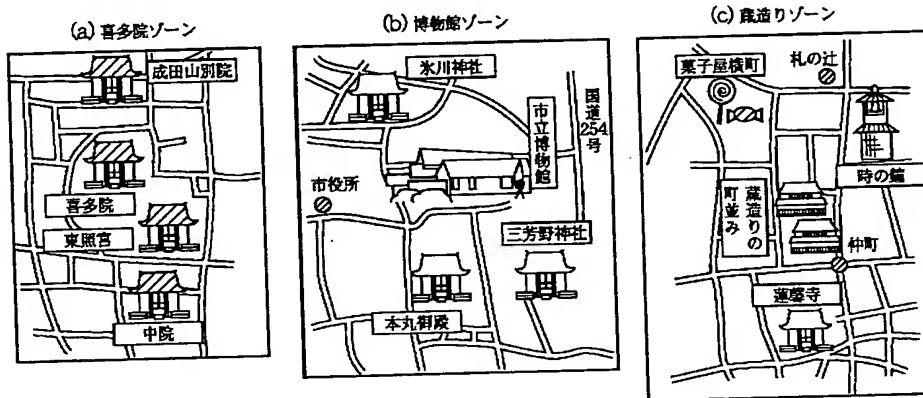 (a) 喜多院ゾーン
成田山別院
喜多院
東照宮
中院
(b) 博物館ゾーン
氷川神社
国道254号
市立博物館
市役所
三芳野神社
本丸御殿
(c) 蔵造りゾーン
菓子屋横町
札の辻
時の鐘
蔵造りの
町並み
仲町
蓮馨寺